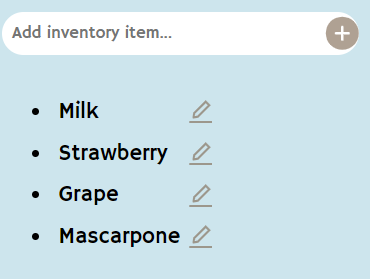 Add inventory item...
Milk
Strawberry
Grape
Mascarpone